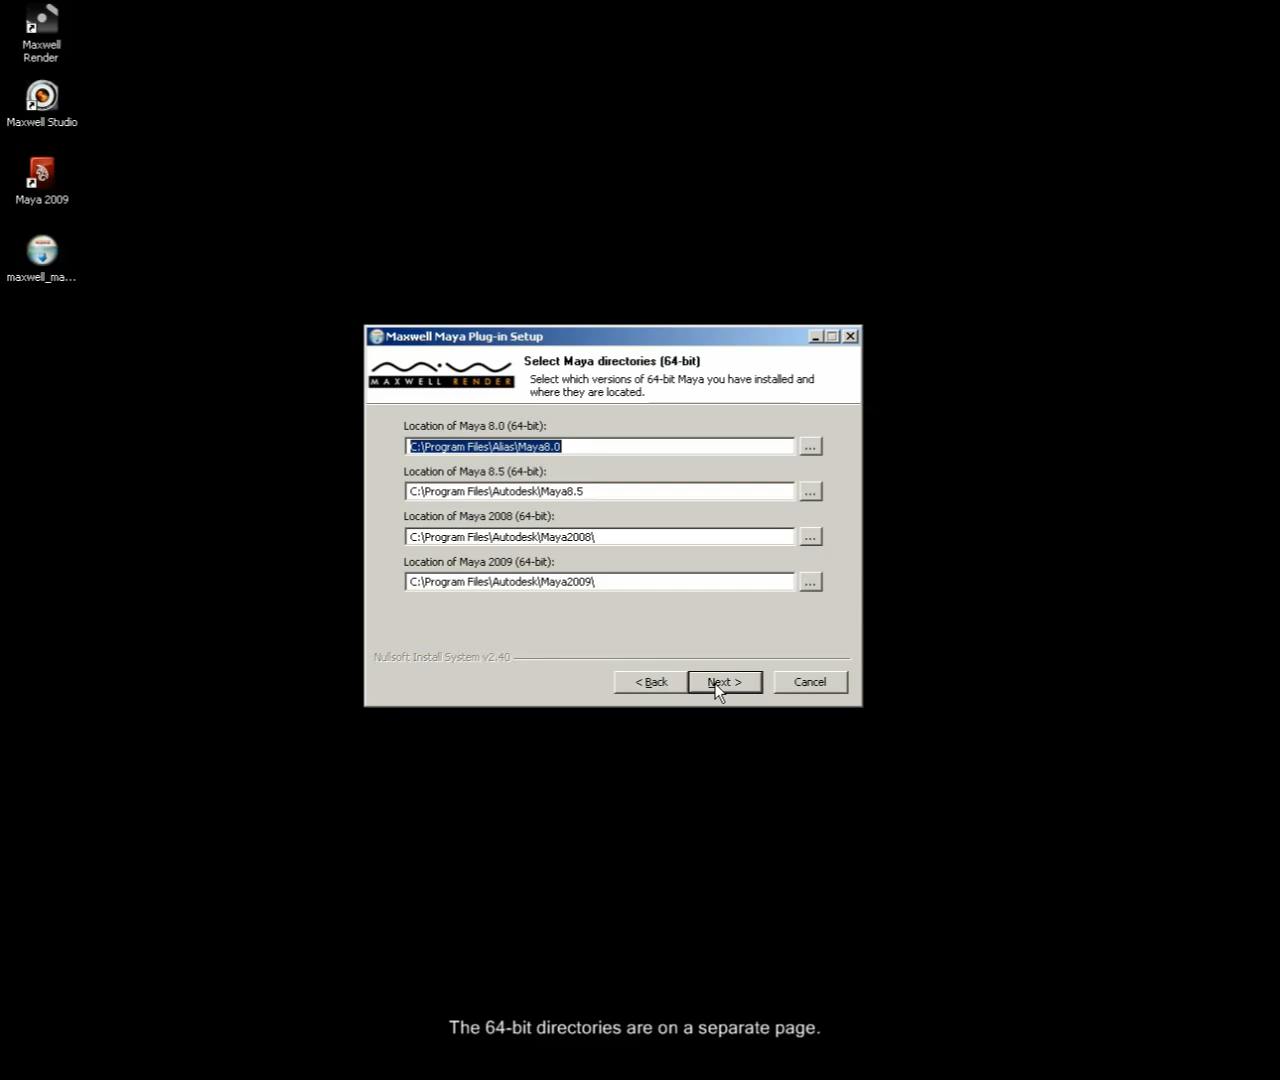 Maxwell
Render
Maxwell Studio
Maya 2009
maxwell_ma...
Maxwell Maya Plug-in Setup
MAXWELL RENDER
Select Maya directories (64-bit)
Select which versions of 64-bit Maya you have installed and
where they are located.
Location of Maya 8.0 (64-bit):
C:\Program Files\Alias\Maya8.0
...
Location of Maya 8.5 (64-bit):
C:\Program Files\Autodesk\Maya8.5
...
Location of Maya 2008 (64-bit):
C:\Program Files\Autodesk\Maya2008\
...
Location of Maya 2009 (64-bit):
C:\Program Files\Autodesk\Maya2009\
...
Nullsoft Install System v2.40
< Back
Next >
Cancel
The 64-bit directories are on a separate page.